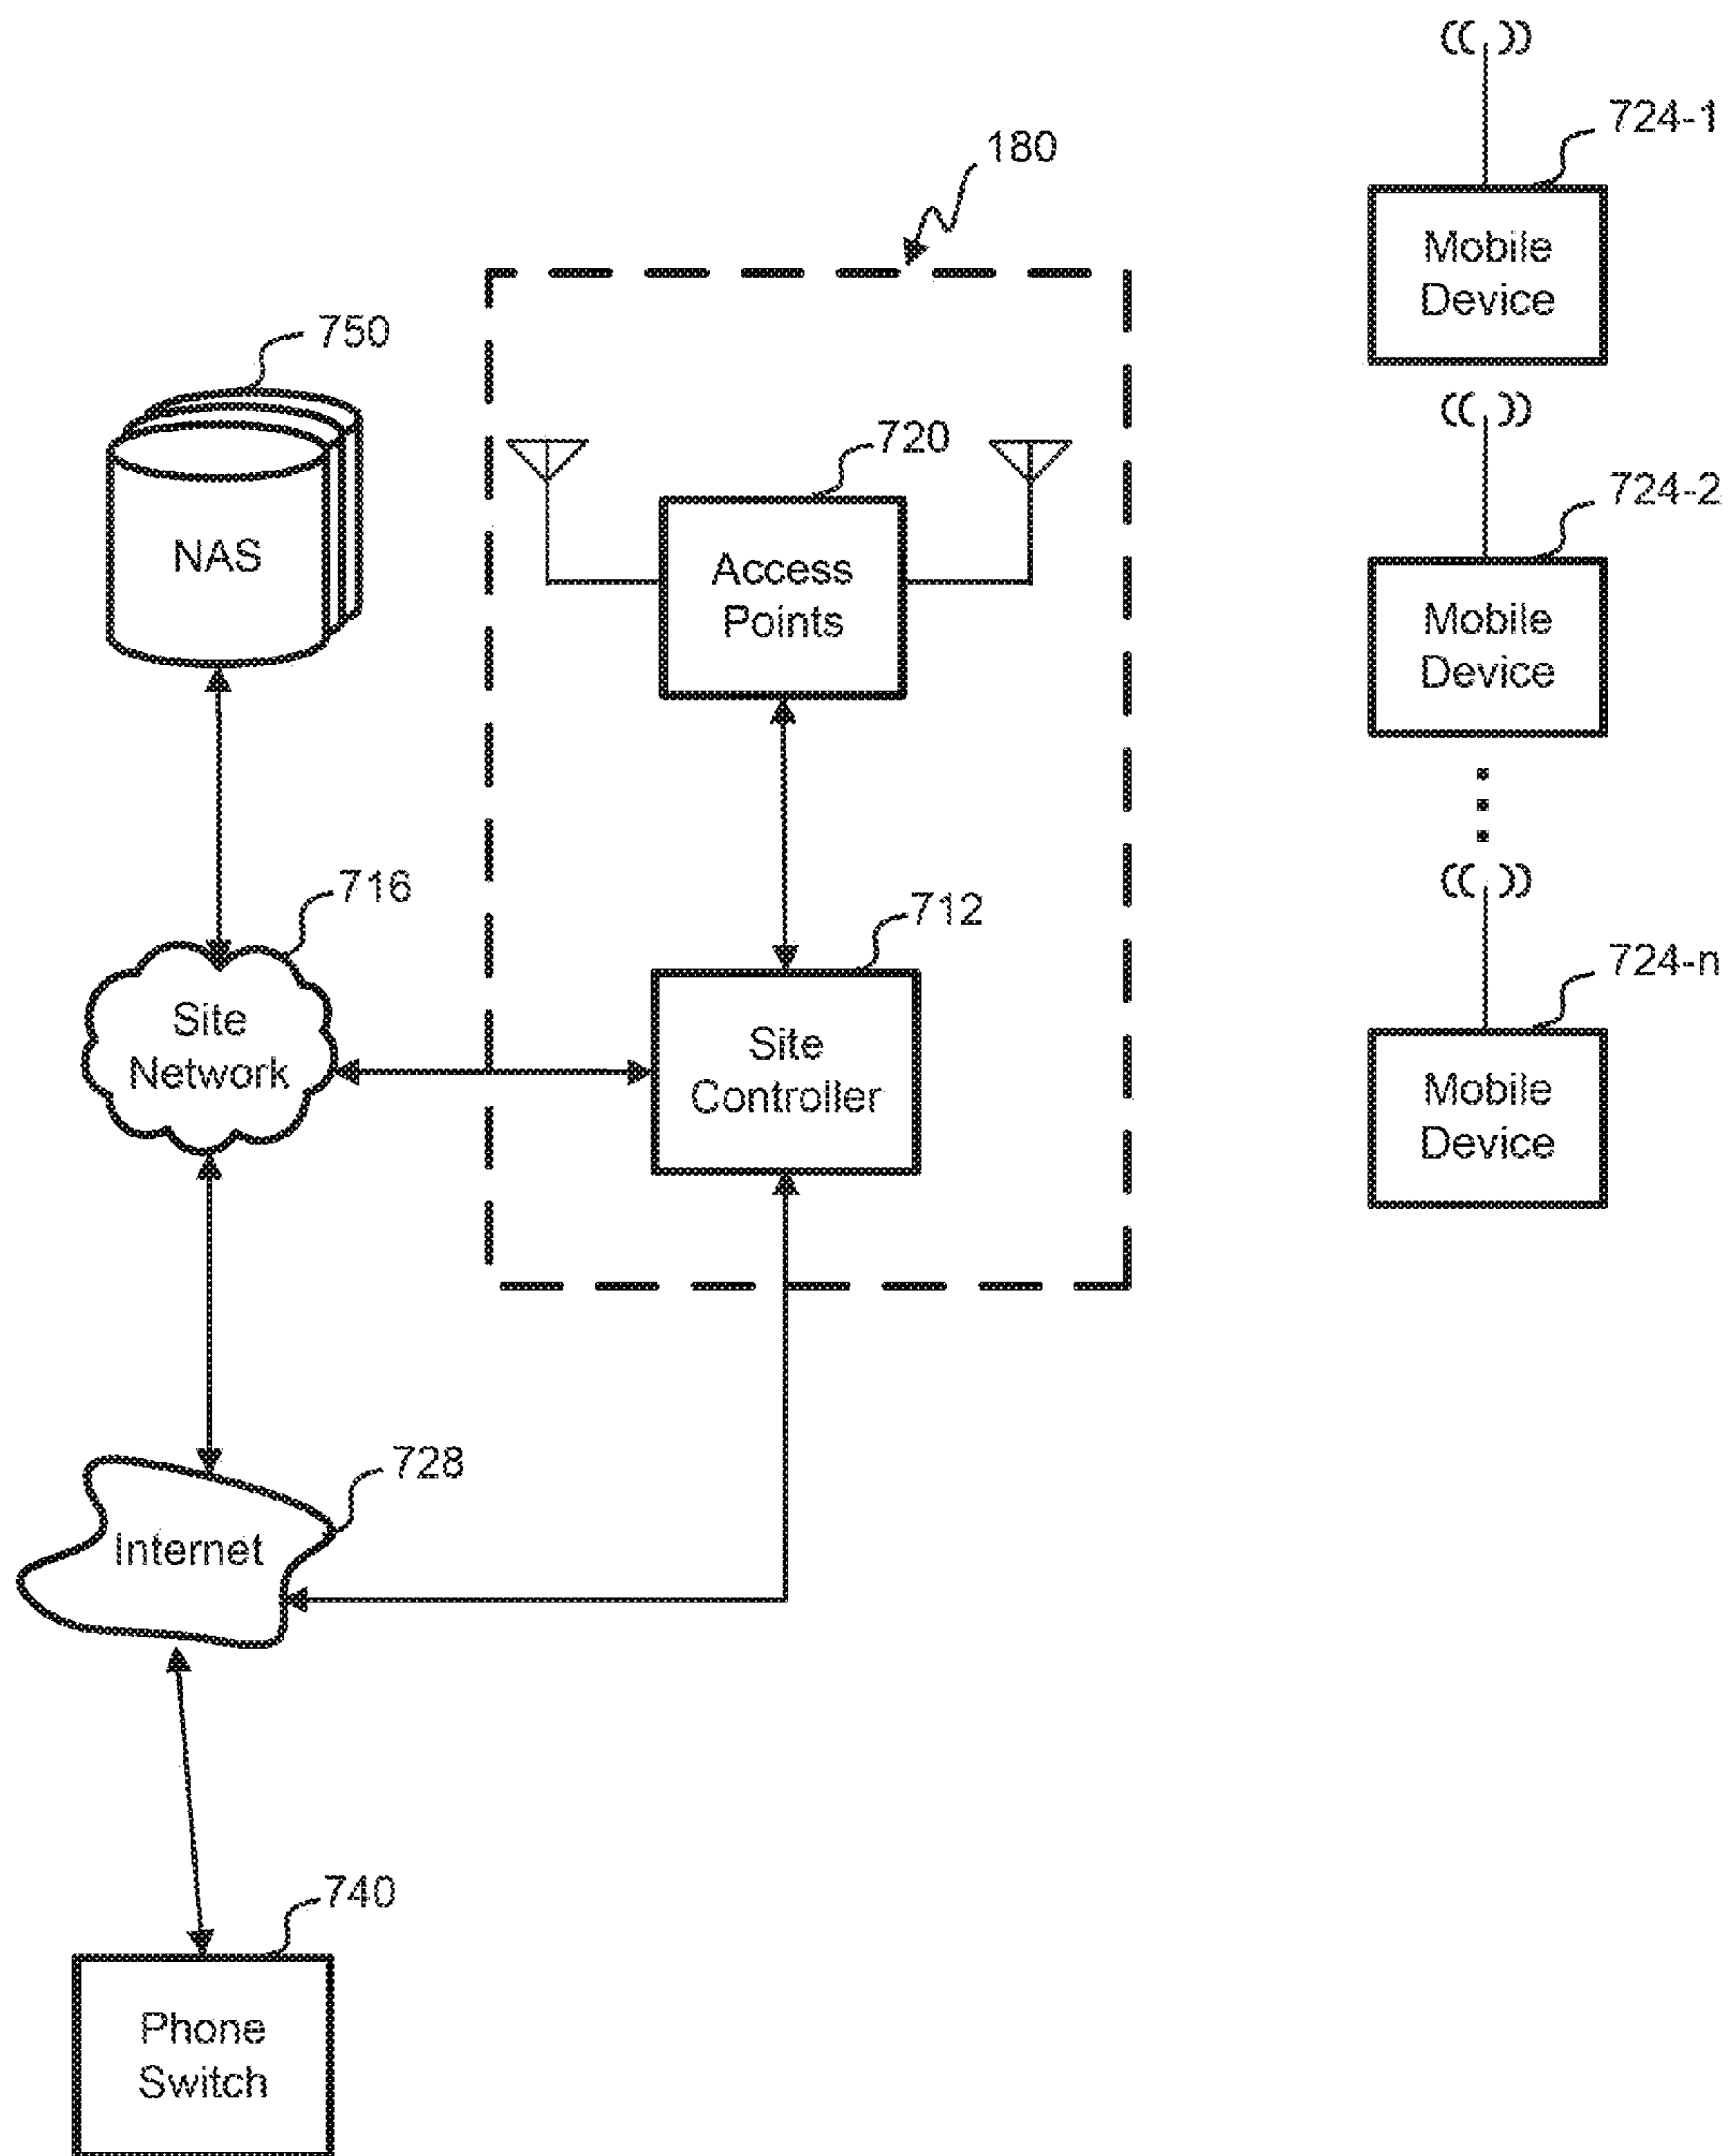 724-1
180
Mobile
Device
750
720
724-2
NAS
Access
Points
Mobile
Device
716
712
724-n
Site
Network
Site
Controller
Mobile
Device
728
Internet
740
Phone
Switch